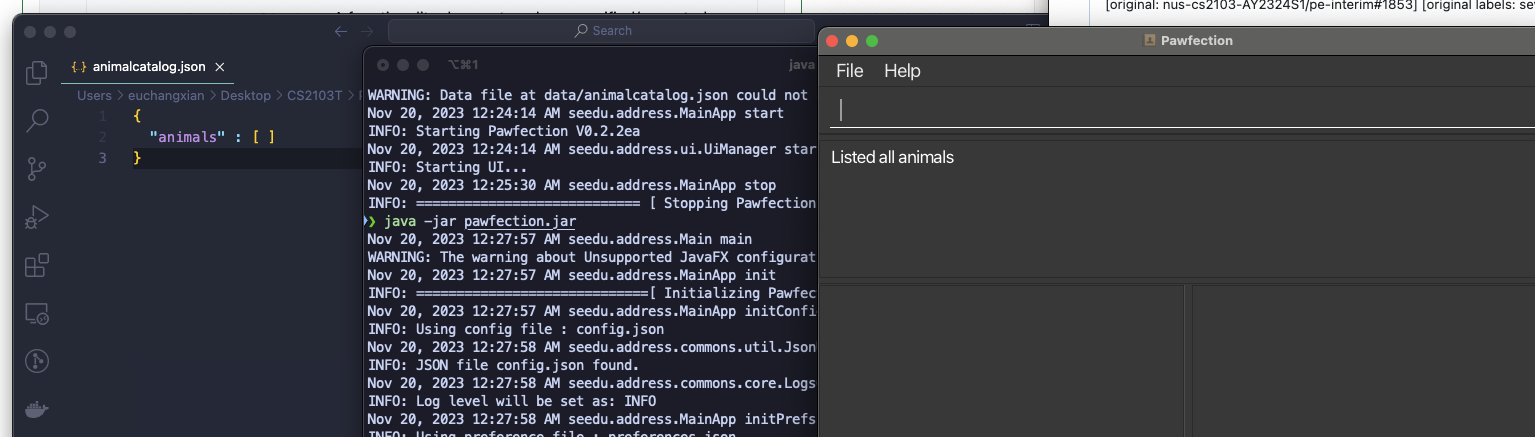 [original: nus-cs2103-AY2324S1/pe-interim#1853] [original labels:
Search
animalcatalog.json
Users > euchangxian > Desktop > CS2103T >
1 {
2 "animals" : [ ]
3 }
⌥⌘1
java
WARNING: Data file at data/animalcatalog.json could not
Nov 20, 2023 12:24:14 AM seedu.address.MainApp start
INFO: Starting Pawfection V0.2.2ea
Nov 20, 2023 12:24:14 AM seedu.address.ui.UiManager star
INFO: Starting UI...
Nov 20, 2023 12:25:30 AM seedu.address.MainApp stop
INFO: ============================ [ Stopping Pawfection
❯ java -jar pawfection.jar
Nov 20, 2023 12:27:57 AM seedu.address.Main main
WARNING: The warning about Unsupported JavaFX configurat
Nov 20, 2023 12:27:57 AM seedu.address.MainApp init
INFO: =============================[ Initializing Pawfec
Nov 20, 2023 12:27:57 AM seedu.address.MainApp initConfi
INFO: Using config file : config.json
Nov 20, 2023 12:27:58 AM seedu.address.commons.util.Json
INFO: JSON file config.json found.
Nov 20, 2023 12:27:58 AM seedu.address.commons.core.Logs
INFO: Log level will be set as: INFO
Nov 20, 2023 12:27:58 AM seedu.address.MainApp initPrefs
INFO: Using preference file : preferences.json
Pawfection
File Help
Listed all animals